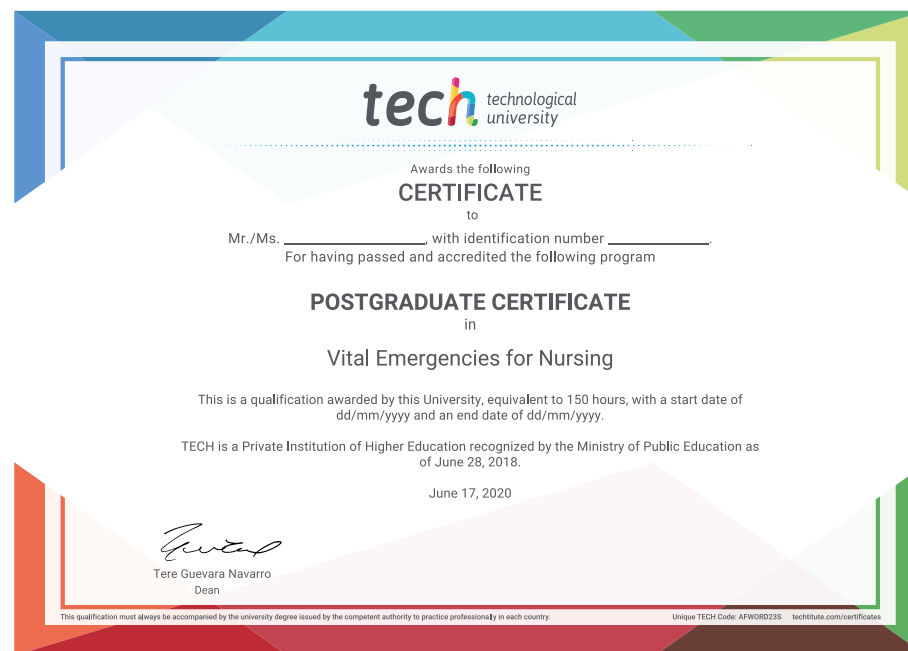 tech technological
university
Awards the following
CERTIFICATE
to
Mr./Ms. ____________________, with identification number ______________.
For having passed and accredited the following program
POSTGRADUATE CERTIFICATE
in
Vital Emergencies for Nursing
This is a qualification awarded by this University, equivalent to 150 hours, with a start date of
dd/mm/yyyy and an end date of dd/mm/yyyy.
TECH is a Private Institution of Higher Education recognized by the Ministry of Public Education as
of June 28, 2018.
June 17, 2020
Tere Guevara Navarro
Dean
This qualification must always be accompanied by the university degree issued by the competent authority to practice professionally in each country. Unique TECH Code: AFWORD23S techtitute.com/certificates